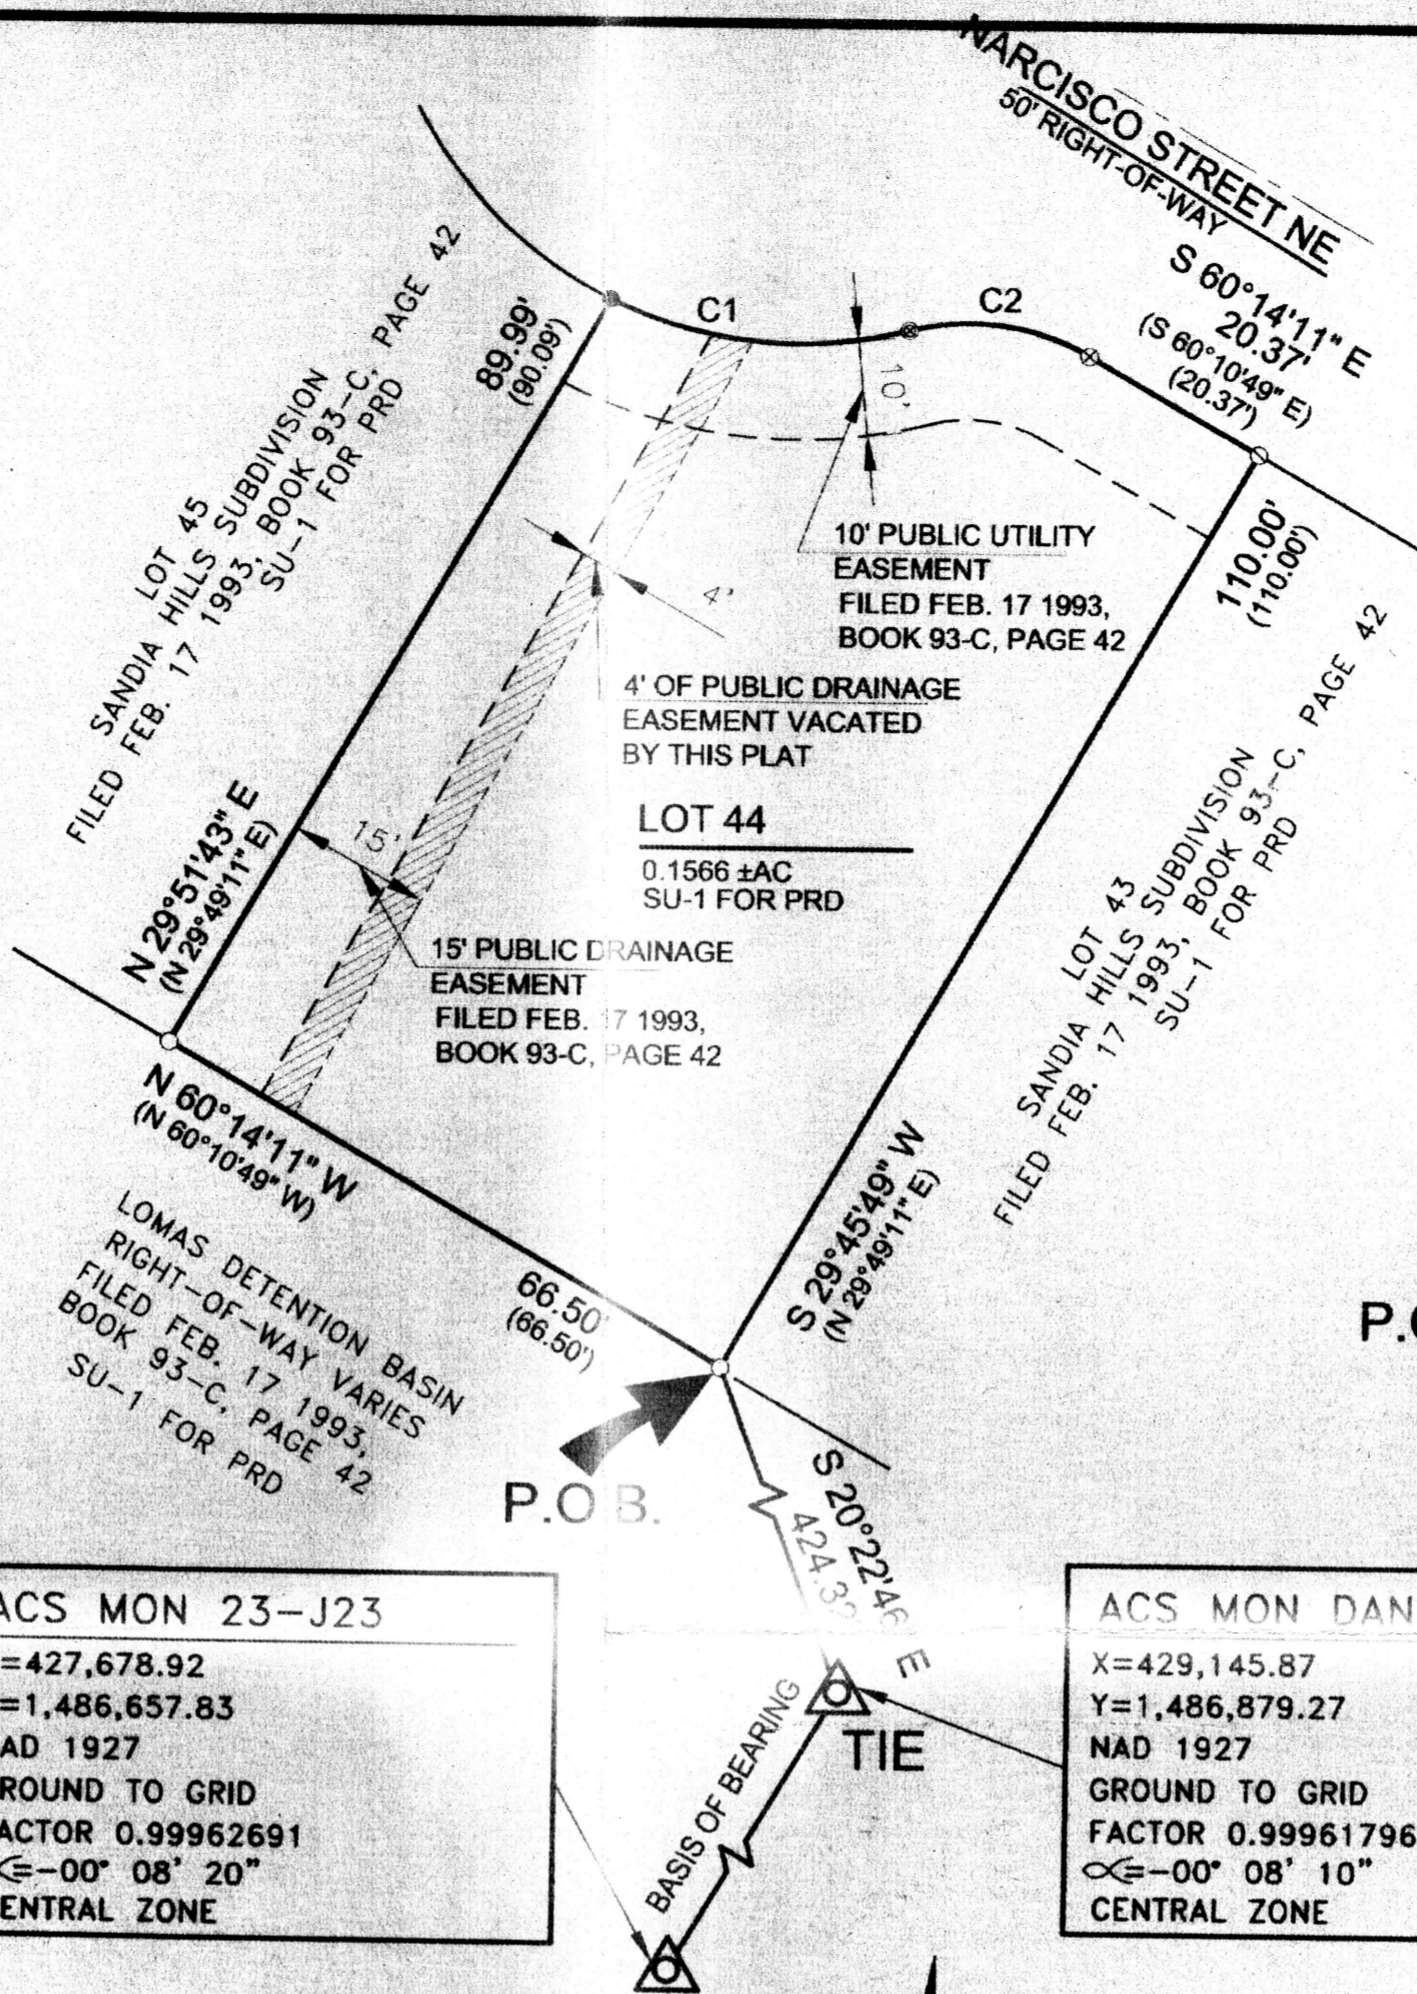 NARCISCO STREET NE
50' RIGHT-OF-WAY
S 60°14'11" E
20.37'
(S 60°10'49" E)
(20.37')
C1
C2
89.99'
(90.09')
10'
LOT 45
SANDIA HILLS SUBDIVISION
FILED FEB. 17 1993, BOOK 93-C, PAGE 42
SU-1 FOR PRD
10' PUBLIC UTILITY
EASEMENT
FILED FEB. 17 1993,
BOOK 93-C, PAGE 42
110.00'
(110.00')
4'
4' OF PUBLIC DRAINAGE
EASEMENT VACATED
BY THIS PLAT
LOT 44
0.1566 ±AC
SU-1 FOR PRD
15'
N 29°51'43" E
(N 29°49'11" E)
15' PUBLIC DRAINAGE
EASEMENT
FILED FEB. 17 1993,
BOOK 93-C, PAGE 42
LOT 43
SANDIA HILLS SUBDIVISION
FILED FEB. 17 1993, BOOK 93-C, PAGE 42
SU-1 FOR PRD
N 60°14'11" W
(N 60°10'49" W)
S 29°45'49" W
(N 29°49'11" E)
LOMAS DETENTION BASIN
RIGHT-OF-WAY VARIES
FILED FEB. 17 1993,
BOOK 93-C, PAGE 42
SU-1 FOR PRD
66.50'
(66.50')
P.O.B.
S 20°22'46" E
P.
ACS MON 23-J23
=427,678.92
=1,486,657.83
AD 1927
ROUND TO GRID
ACTOR 0.99962691
∝=-00° 08' 20"
ENTRAL ZONE
BASIS OF BEARING
TIE
ACS MON DAN
X=429,145.87
Y=1,486,879.27
NAD 1927
GROUND TO GRID
FACTOR 0.99961796
∝=-00° 08' 10"
CENTRAL ZONE